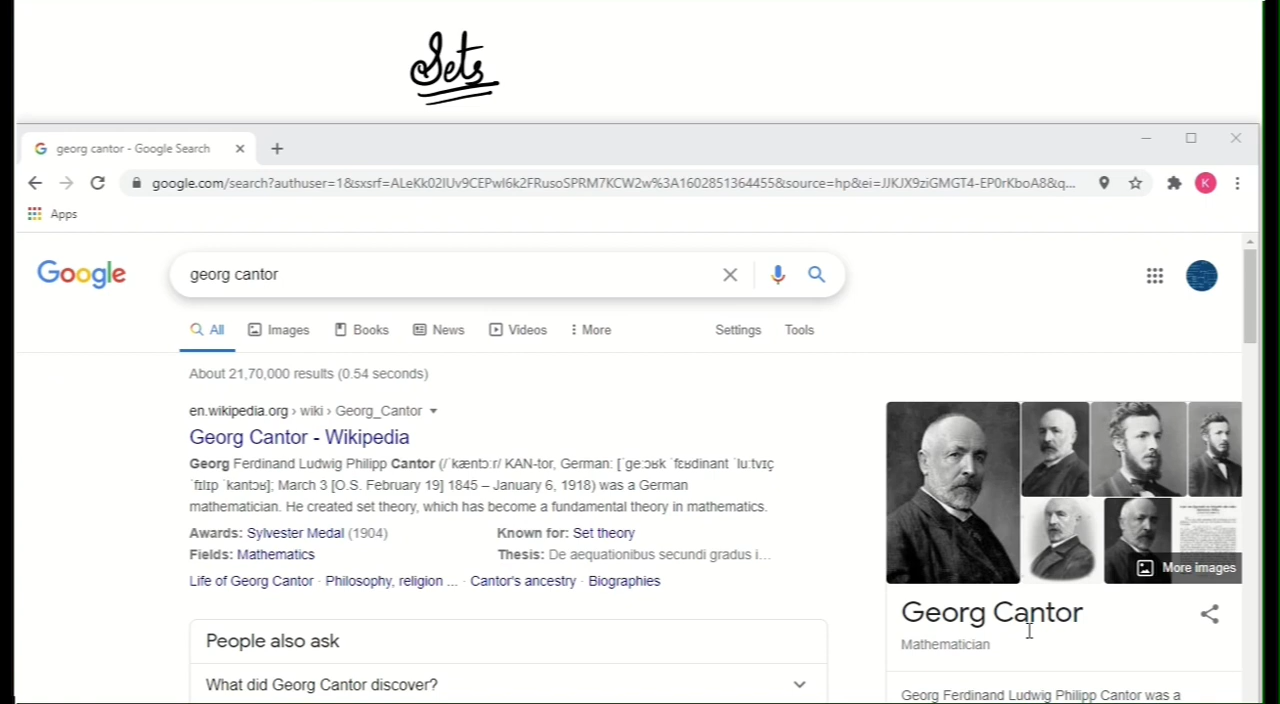 Sets
georg cantor - Google Search
google.com/search?authuser=1&sxsrf=ALeKk02IUv9CEPwI6k2FRusoSPRM7KCW2w%3A1602851364455&source=hp&ei=JJKJX9ziGMGT4-EP0rKboA8&q...
K
Apps
Google
georg cantor
All Images Books News Videos More Settings Tools
About 21,70,000 results (0.54 seconds)
en.wikipedia.org › wiki › Georg_Cantor
Georg Cantor - Wikipedia
Georg Ferdinand Ludwig Philipp Cantor (/ˈkæntɔːr/ KAN-tor, German: [ˈɡeːɔʁk ˈfɛʁdinant ˈluːtvɪç
ˈfiːlɪp ˈkantɔʁ]; March 3 [O.S. February 19] 1845 – January 6, 1918) was a German
mathematician. He created set theory, which has become a fundamental theory in mathematics.
Awards: Sylvester Medal (1904) Known for: Set theory
Fields: Mathematics Thesis: De aequationibus secundi gradus i...
Life of Georg Cantor · Philosophy, religion ... · Cantor's ancestry · Biographies
More images
Georg Cantor
Mathematician
People also ask
What did Georg Cantor discover?
Georg Ferdinand Ludwig Philipp Cantor was a